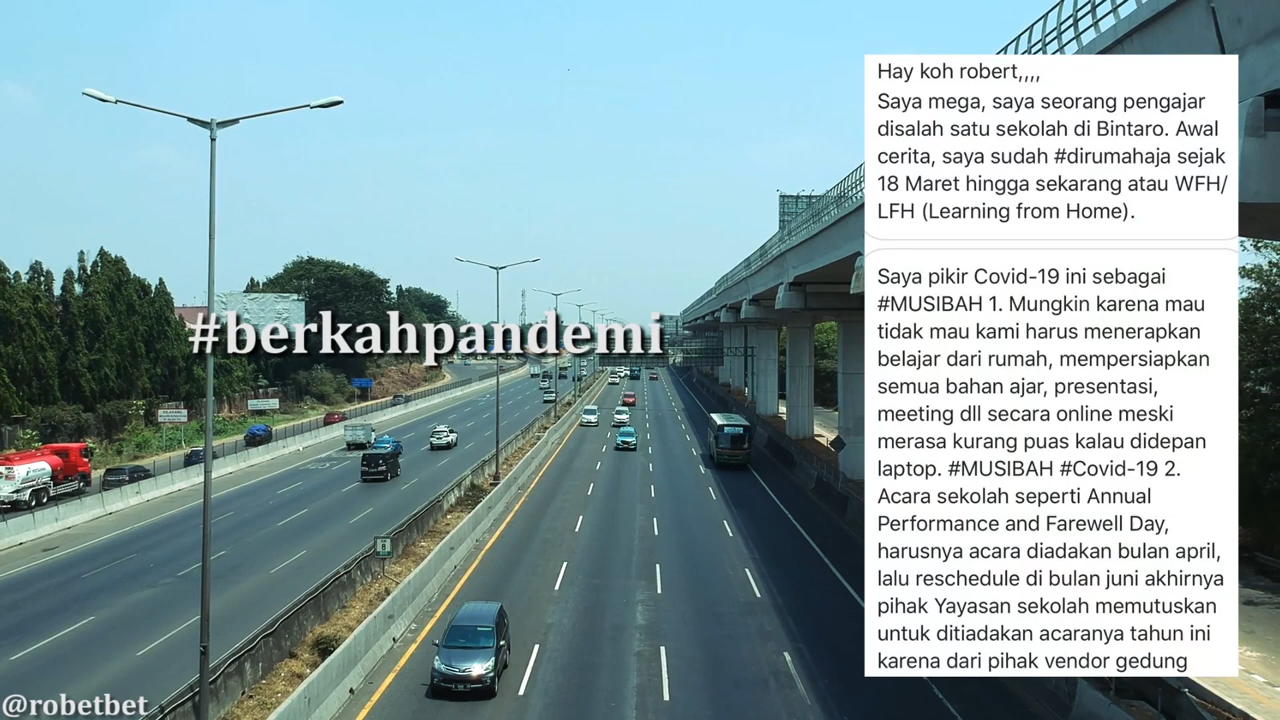 Hay koh robert,,,,
Saya mega, saya seorang pengajar
disalah satu sekolah di Bintaro. Awal
cerita, saya sudah #dirumahaja sejak
18 Maret hingga sekarang atau WFH/
LFH (Learning from Home).
Saya pikir Covid-19 ini sebagai
#MUSIBAH 1. Mungkin karena mau
tidak mau kami harus menerapkan
belajar dari rumah, mempersiapkan
semua bahan ajar, presentasi,
meeting dll secara online meski
merasa kurang puas kalau didepan
laptop. #MUSIBAH #Covid-19 2.
Acara sekolah seperti Annual
Performance and Farewell Day,
harusnya acara diadakan bulan april,
lalu reschedule di bulan juni akhirnya
pihak Yayasan sekolah memutuskan
untuk ditiadakan acaranya tahun ini
karena dari pihak vendor gedung
#berkahpandemi
8
@robetbet